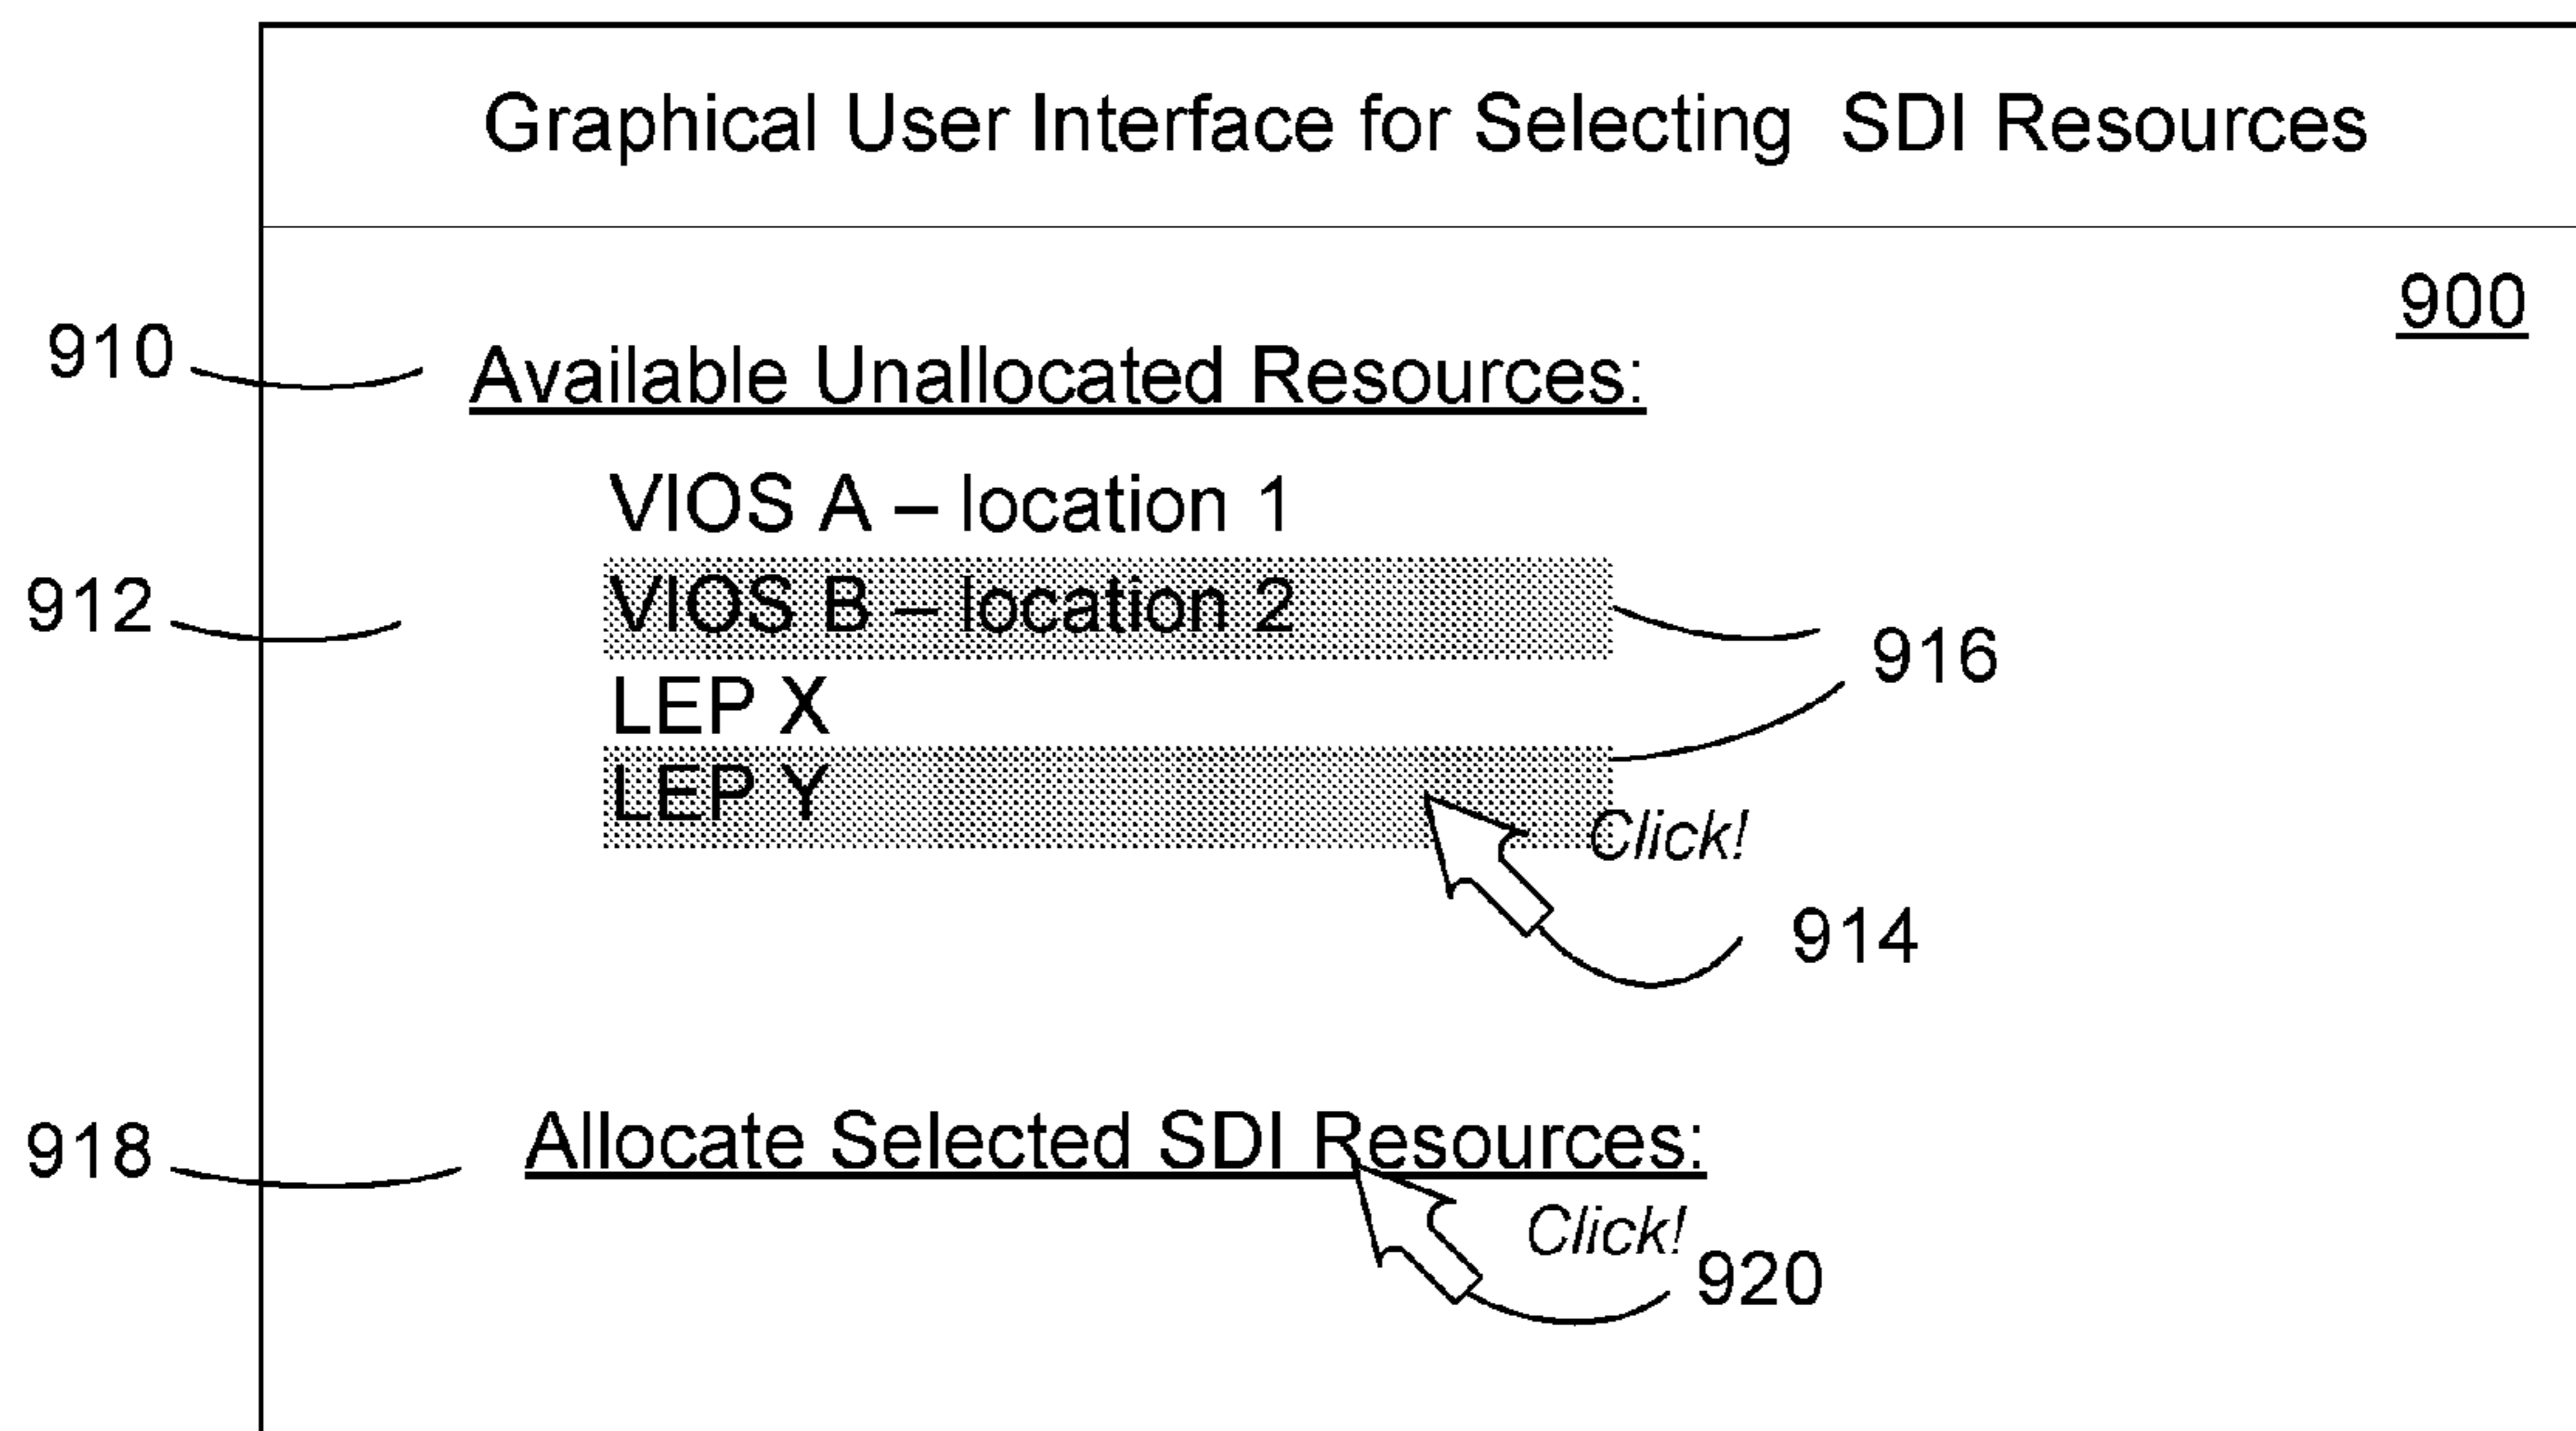 Graphical User Interface for Selecting SDI Resources
900
910 Available Unallocated Resources:
VIOS A – location 1
912 VIOS B – location 2
916
LEP X
LEP Y
Click!
914
918 Allocate Selected SDI Resources:
Click!
920